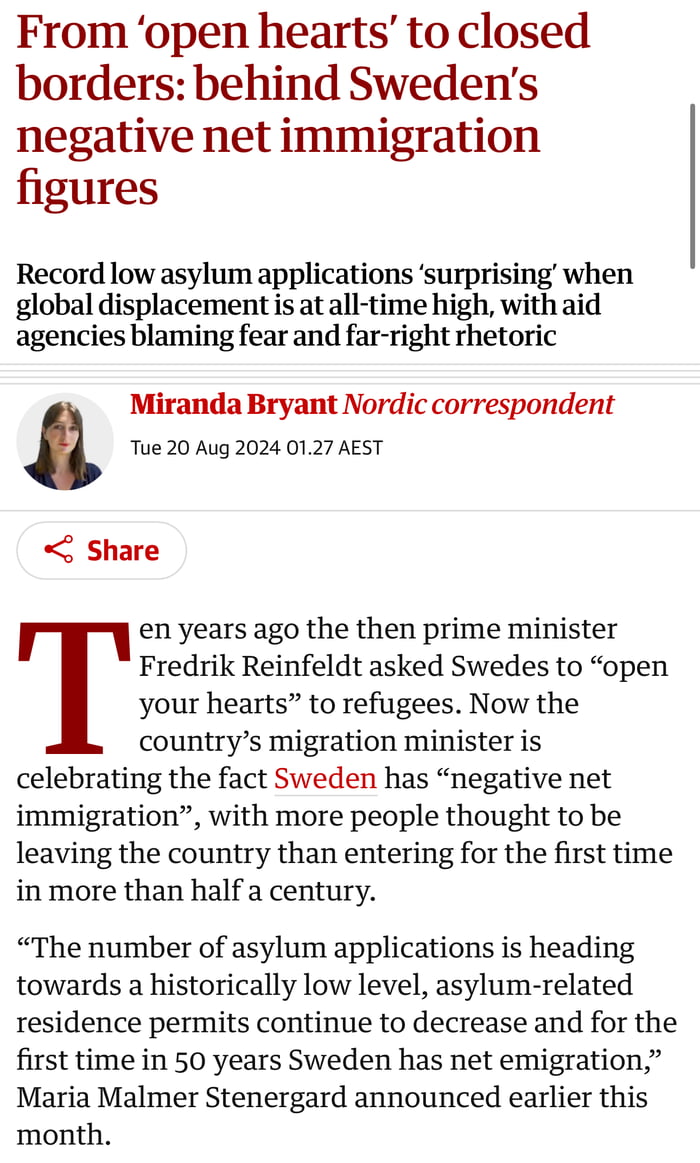 From ‘open hearts’ to closed
borders: behind Sweden’s
negative net immigration
figures
Record low asylum applications ‘surprising’ when
global displacement is at all-time high, with aid
agencies blaming fear and far-right rhetoric
Miranda Bryant Nordic correspondent
Tue 20 Aug 2024 01.27 AEST
Share
Ten years ago the then prime minister
Fredrik Reinfeldt asked Swedes to “open
your hearts” to refugees. Now the
country’s migration minister is
celebrating the fact Sweden has “negative net
immigration”, with more people thought to be
leaving the country than entering for the first time
in more than half a century.
“The number of asylum applications is heading
towards a historically low level, asylum-related
residence permits continue to decrease and for the
first time in 50 years Sweden has net emigration,”
Maria Malmer Stenergard announced earlier this
month.